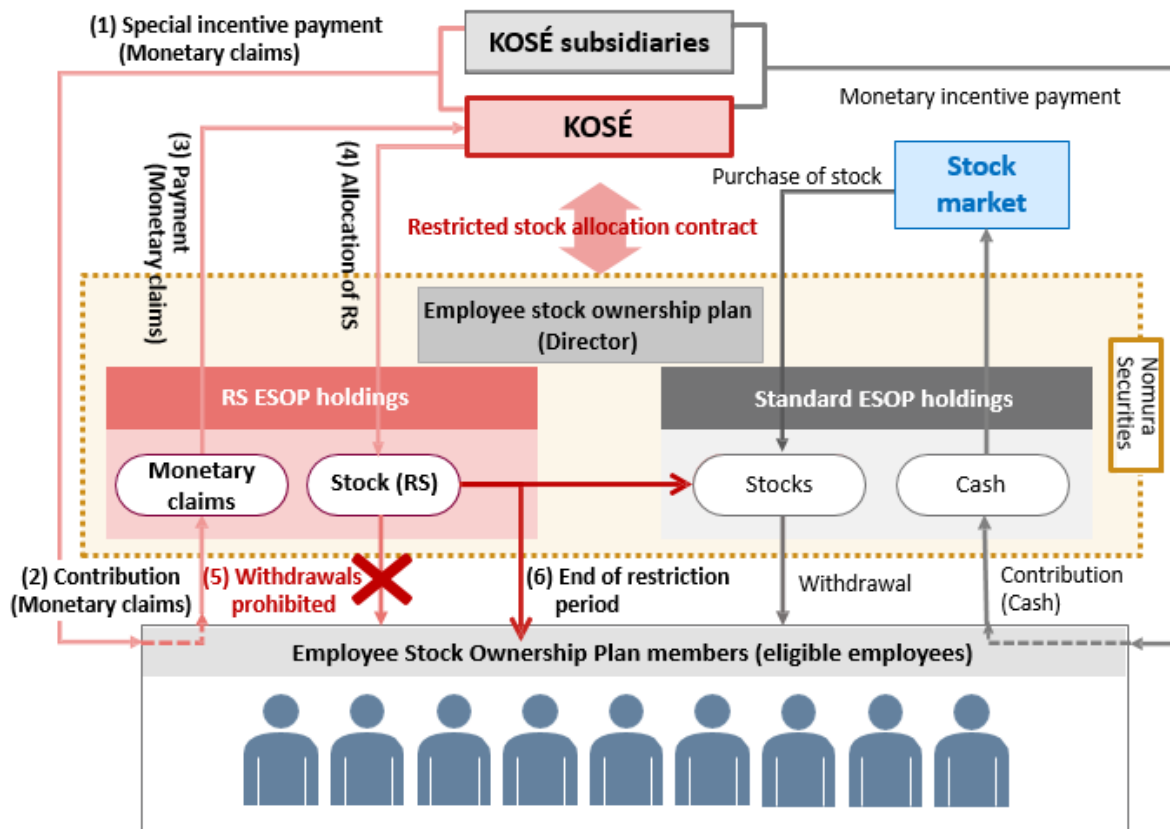 (1) Special incentive payment
(Monetary claims)
KOSÉ subsidiaries
KOSÉ
Monetary incentive payment
(3) Payment
(Monetary claims)
(4) Allocation of RS
Purchase of stock
Stock
market
Restricted stock allocation contract
Employee stock ownership plan
(Director)
Nomura
Securities
RS ESOP holdings
Standard ESOP holdings
Monetary
claims
Stock (RS)
Stocks
Cash
(2) Contribution
(Monetary claims)
(5) Withdrawals
prohibited
(6) End of restriction
period
Withdrawal
Contribution
(Cash)
Employee Stock Ownership Plan members (eligible employees)